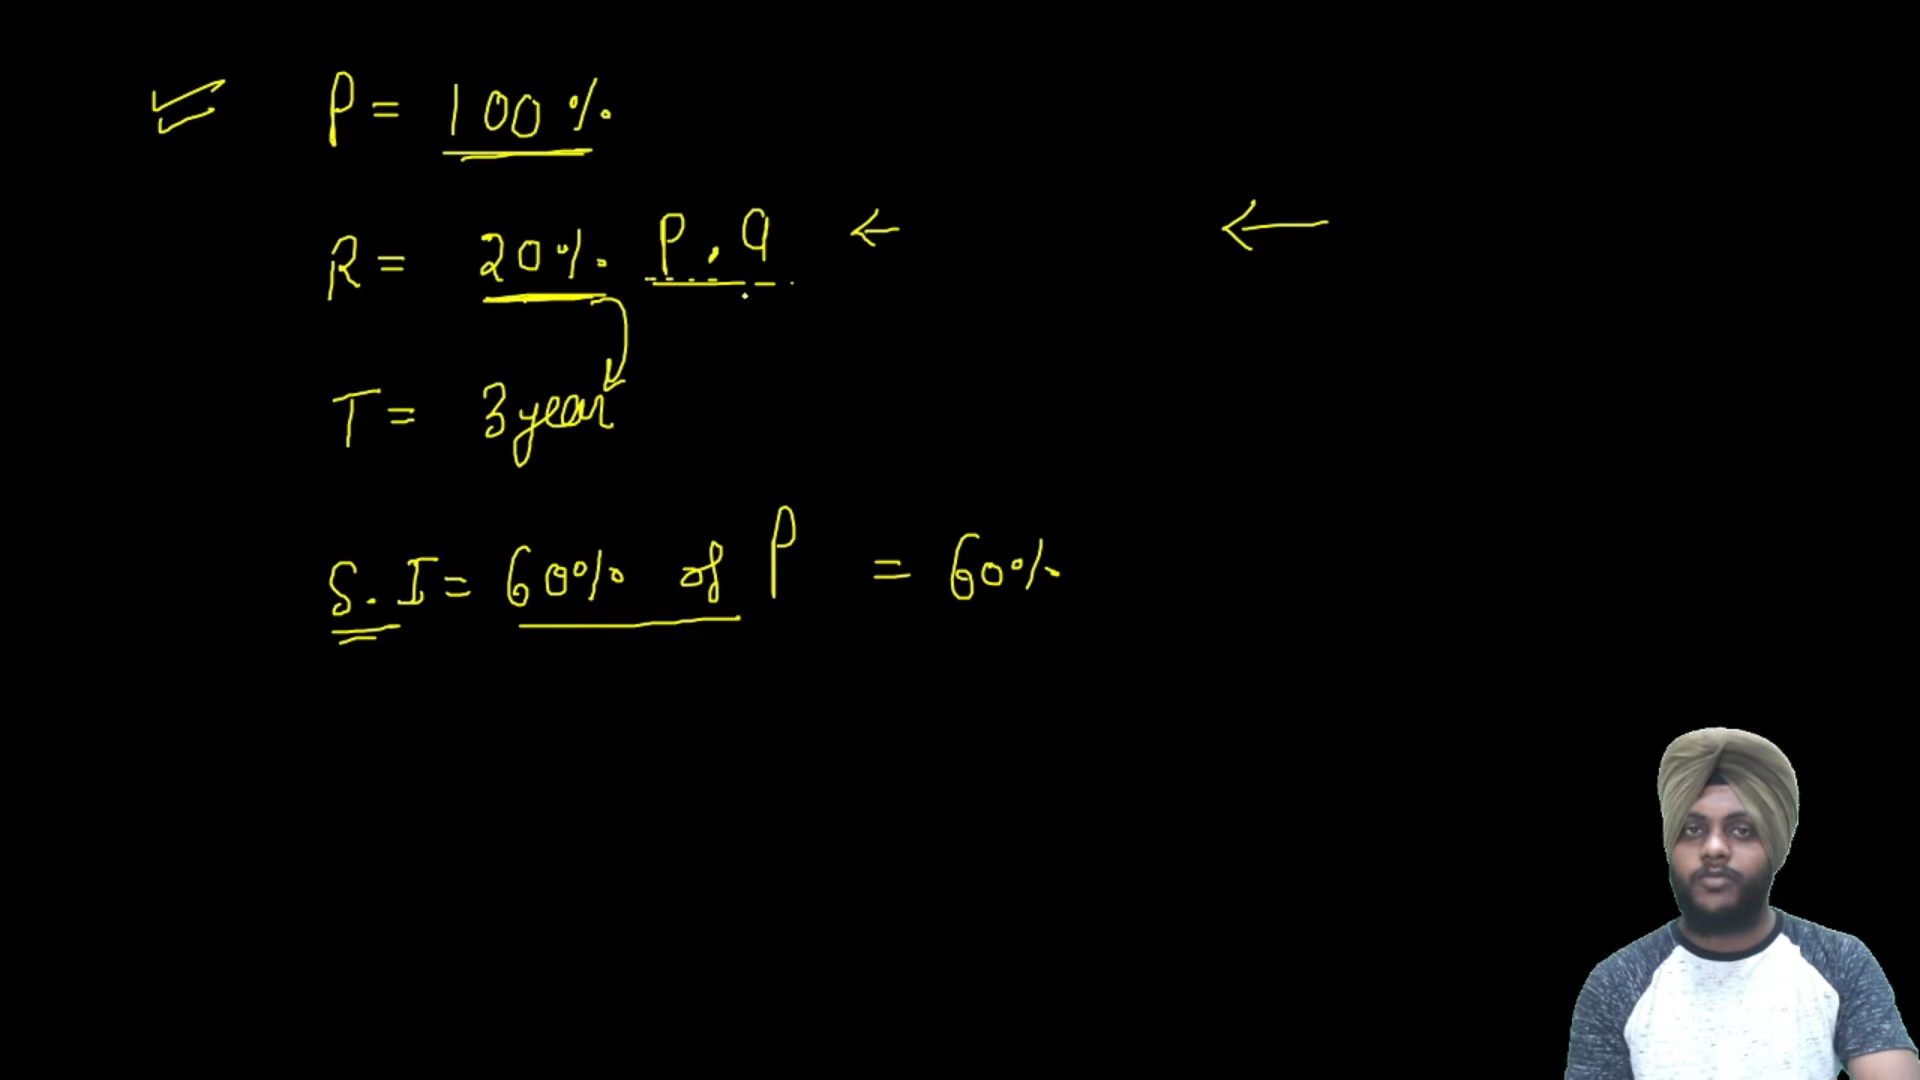 P = 100%
R = 20% P.a
T = 3 year
S.I = 60% of P = 60%